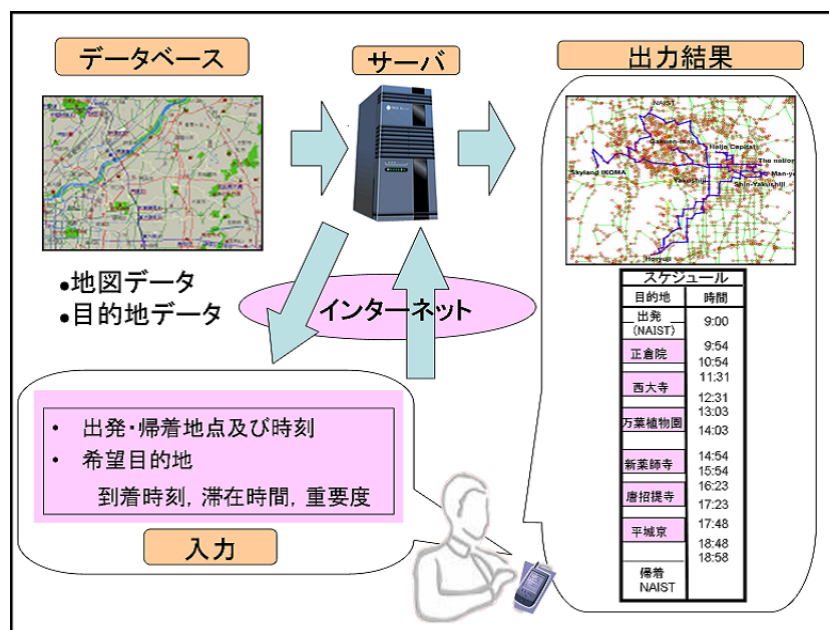 データベース
サーバ
出力結果
NAIST
Gakuen-mae
Heijo Capital
Skyland IKOMA
Yakushiji
Shin-Yakushiji
Horyuji
●地図データ
●目的地データ
インターネット
・ 出発・帰着地点及び時刻
・ 希望目的地
到着時刻, 滞在時間, 重要度
入力
スケジュール
目的地 時間
出発
(NAIST) 9:00
正倉院 9:54
10:54
西大寺 11:31
12:31
万葉植物園 13:03
14:03
新薬師寺 14:54
15:54
唐招提寺 16:23
17:23
平城京 17:48
18:48
18:58
帰着
NAIST